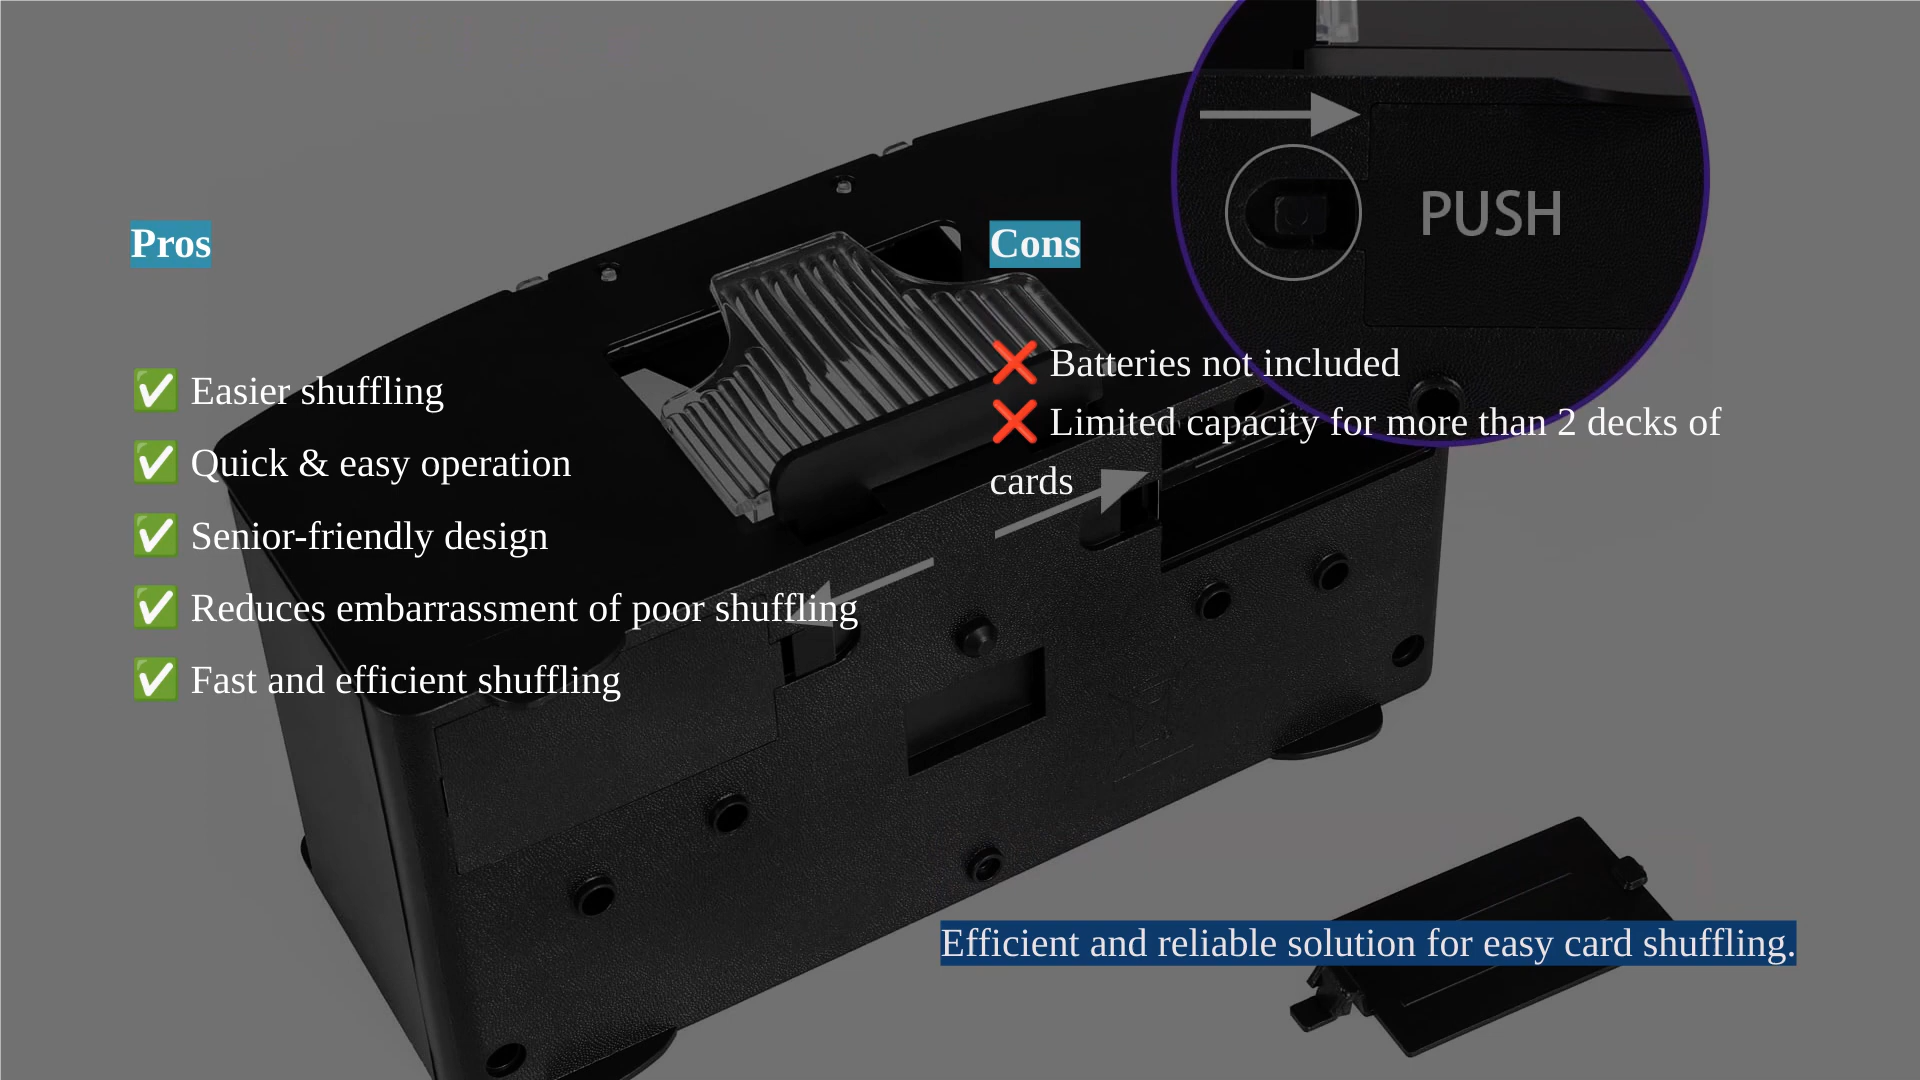 Pros
✅ Easier shuffling
✅ Quick & easy operation
✅ Senior-friendly design
✅ Reduces embarrassment of poor shuffling
✅ Fast and efficient shuffling
Cons
❌ Batteries not included
❌ Limited capacity for more than 2 decks of
cards
PUSH
Efficient and reliable solution for easy card shuffling.